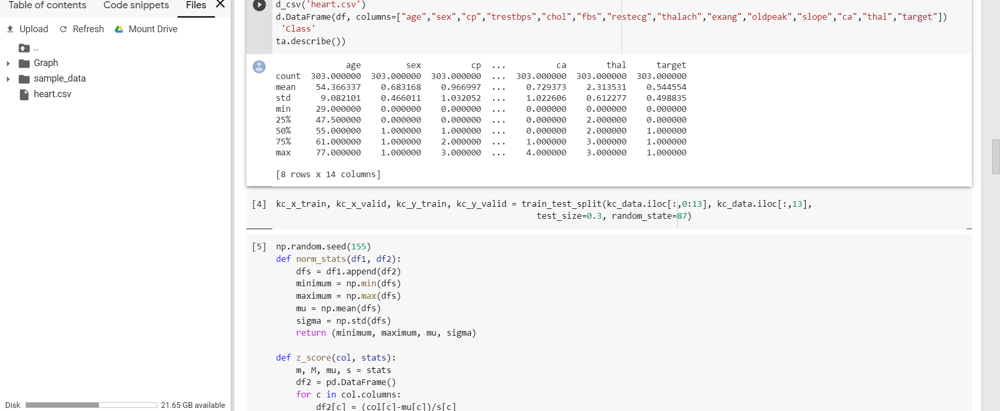 Table of contents Code snippets Files
Upload Refresh Mount Drive
..
Graph
sample_data
heart.csv
Disk 21.65 GB available
d_csv('heart.csv')
d.DataFrame(df, columns=["age","sex","cp","trestbps","chol","fbs","restecg","thalach","exang","oldpeak","slope","ca","thal","target"])
'Class'
ta.describe())
age sex cp ... ca thal target
count 303.000000 303.000000 303.000000 ... 303.000000 303.000000 303.000000
mean 54.366337 0.683168 0.966997 ... 0.729373 2.313531 0.544554
std 9.082101 0.466011 1.032052 ... 1.022606 0.612277 0.498835
min 29.000000 0.000000 0.000000 ... 0.000000 0.000000 0.000000
25% 47.500000 0.000000 0.000000 ... 0.000000 2.000000 0.000000
50% 55.000000 1.000000 1.000000 ... 0.000000 2.000000 1.000000
75% 61.000000 1.000000 2.000000 ... 1.000000 3.000000 1.000000
max 77.000000 1.000000 3.000000 ... 4.000000 3.000000 1.000000
[8 rows x 14 columns]
[4] kc_x_train, kc_x_valid, kc_y_train, kc_y_valid = train_test_split(kc_data.iloc[:,0:13], kc_data.iloc[:,13],
test_size=0.3, random_state=87)
[5] np.random.seed(155)
def norm_stats(df1, df2):
dfs = df1.append(df2)
minimum = np.min(dfs)
maximum = np.max(dfs)
mu = np.mean(dfs)
sigma = np.std(dfs)
return (minimum, maximum, mu, sigma)
def z_score(col, stats):
m, M, mu, s = stats
df2 = pd.DataFrame()
for c in col.columns:
df2[c] = (col[c]-mu[c])/s[c]